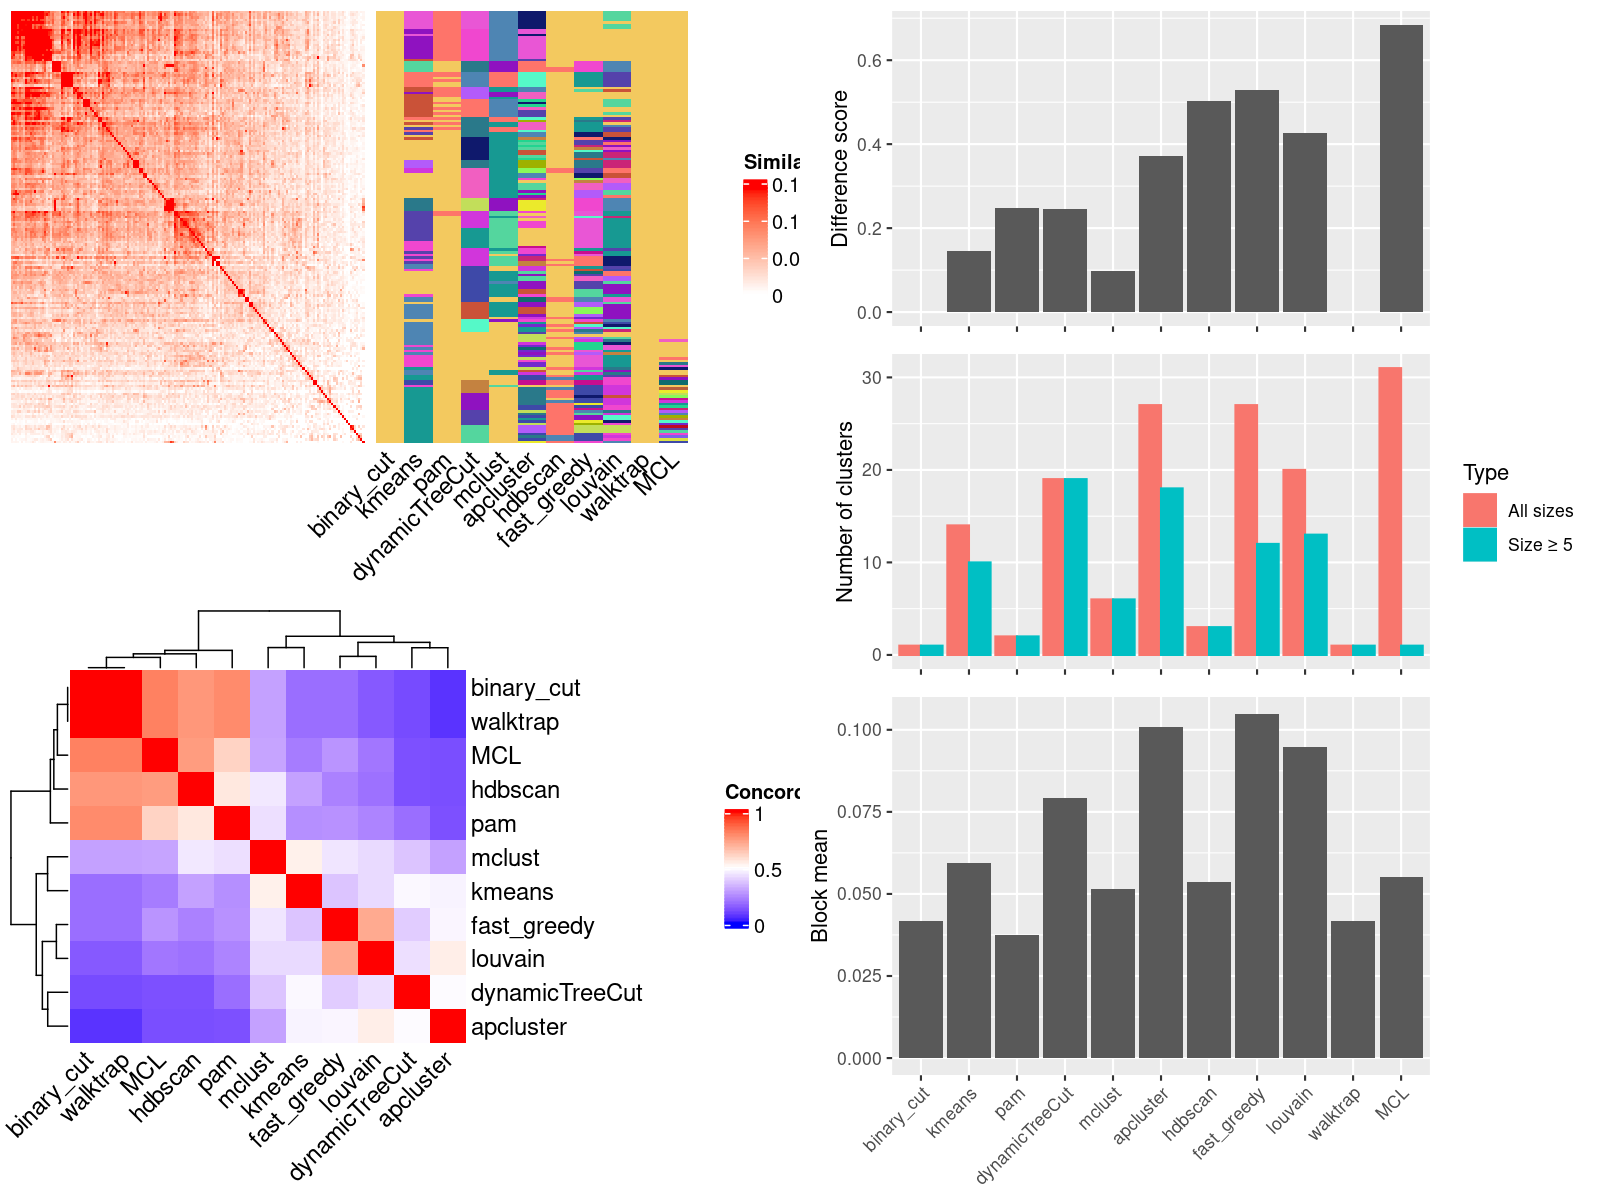 Simila
0.1
0.1
0.0
0
binary_cut
kmeans
pam
dynamicTreeCut
mclust
apcluster
hdbscan
fast_greedy
louvain
walktrap
MCL
Difference score
0.6
0.4
0.2
0.0
Number of clusters
30
20
10
0
Type
All sizes
Size ≥ 5
binary_cut
walktrap
MCL
hdbscan
pam
mclust
kmeans
fast_greedy
louvain
dynamicTreeCut
apcluster
binary_cut
walktrap
MCL
hdbscan
pam
mclust
kmeans
fast_greedy
louvain
dynamicTreeCut
apcluster
Concord
1
0.5
0
Block mean
0.100
0.075
0.050
0.025
0.000
binary_cut
kmeans
pam
dynamicTreeCut
mclust
apcluster
hdbscan
fast_greedy
louvain
walktrap
MCL